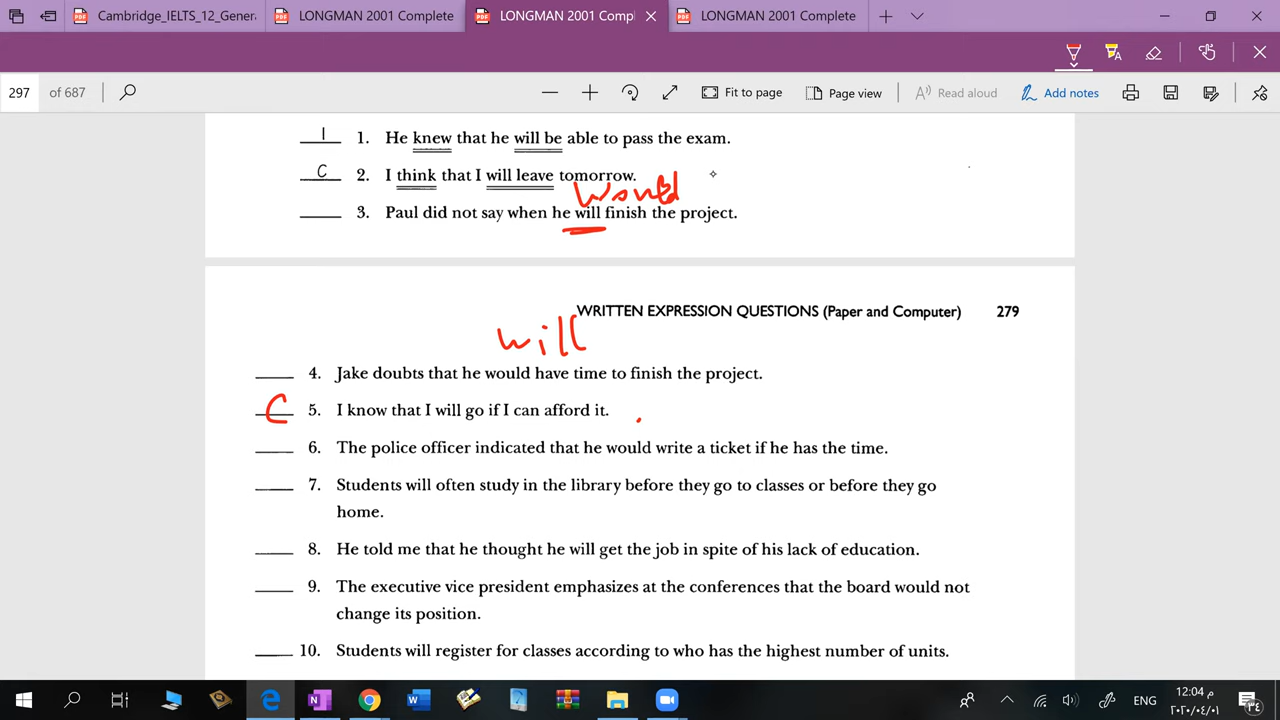 Cambridge_IELTS_12_Genera
LONGMAN 2001 Complete
LONGMAN 2001 Compl
LONGMAN 2001 Complete
297 of 687
Fit to page
Page view
Read aloud
Add notes
I 1. He knew that he will be able to pass the exam.
C 2. I think that I will leave tomorrow.
would
3. Paul did not say when he will finish the project.
WRITTEN EXPRESSION QUESTIONS (Paper and Computer) 279
will
4. Jake doubts that he would have time to finish the project.
C 5. I know that I will go if I can afford it.
6. The police officer indicated that he would write a ticket if he has the time.
7. Students will often study in the library before they go to classes or before they go
home.
8. He told me that he thought he will get the job in spite of his lack of education.
9. The executive vice president emphasizes at the conferences that the board would not
change its position.
10. Students will register for classes according to who has the highest number of units.
ENG
12:04 م